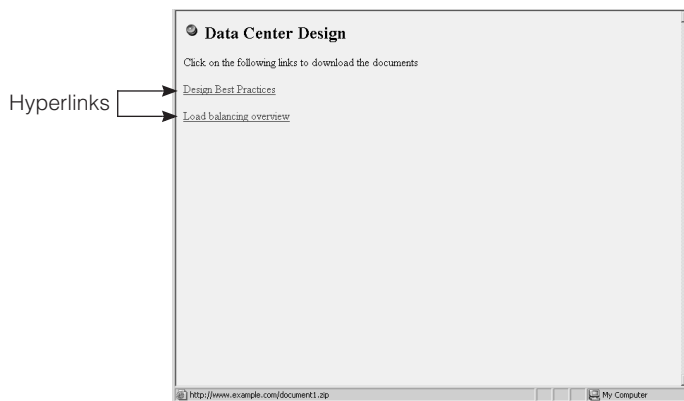 Data Center Design
Click on the following links to download the documents
Design Best Practices
Hyperlinks
Load balancing overview
http://www.example.com/document1.zip
My Computer